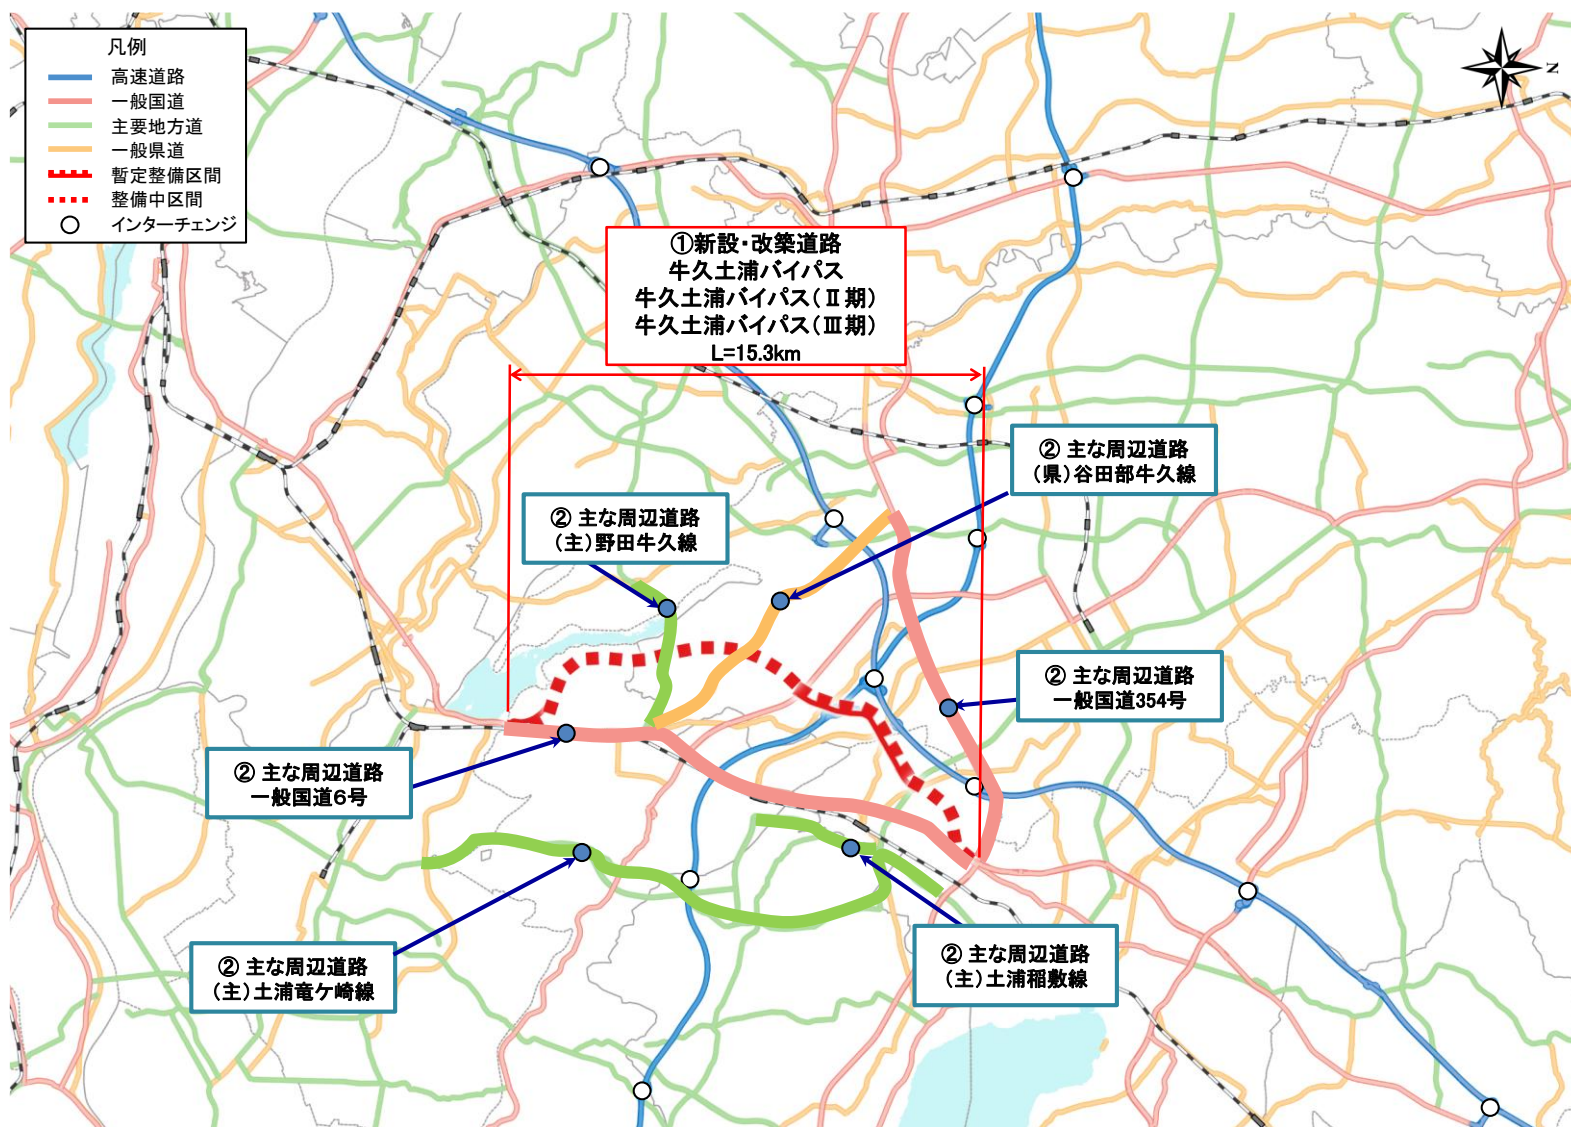 凡例
高速道路
一般国道
主要地方道
一般県道
暫定整備区間
整備中区間
インターチェンジ
N
①新設・改築道路
牛久土浦バイパス
牛久土浦バイパス(Ⅱ期)
牛久土浦バイパス(Ⅲ期)
L=15.3km
② 主な周辺道路
(県)谷田部牛久線
② 主な周辺道路
(主)野田牛久線
② 主な周辺道路
一般国道354号
② 主な周辺道路
一般国道6号
② 主な周辺道路
(主)土浦竜ケ崎線
② 主な周辺道路
(主)土浦稲敷線